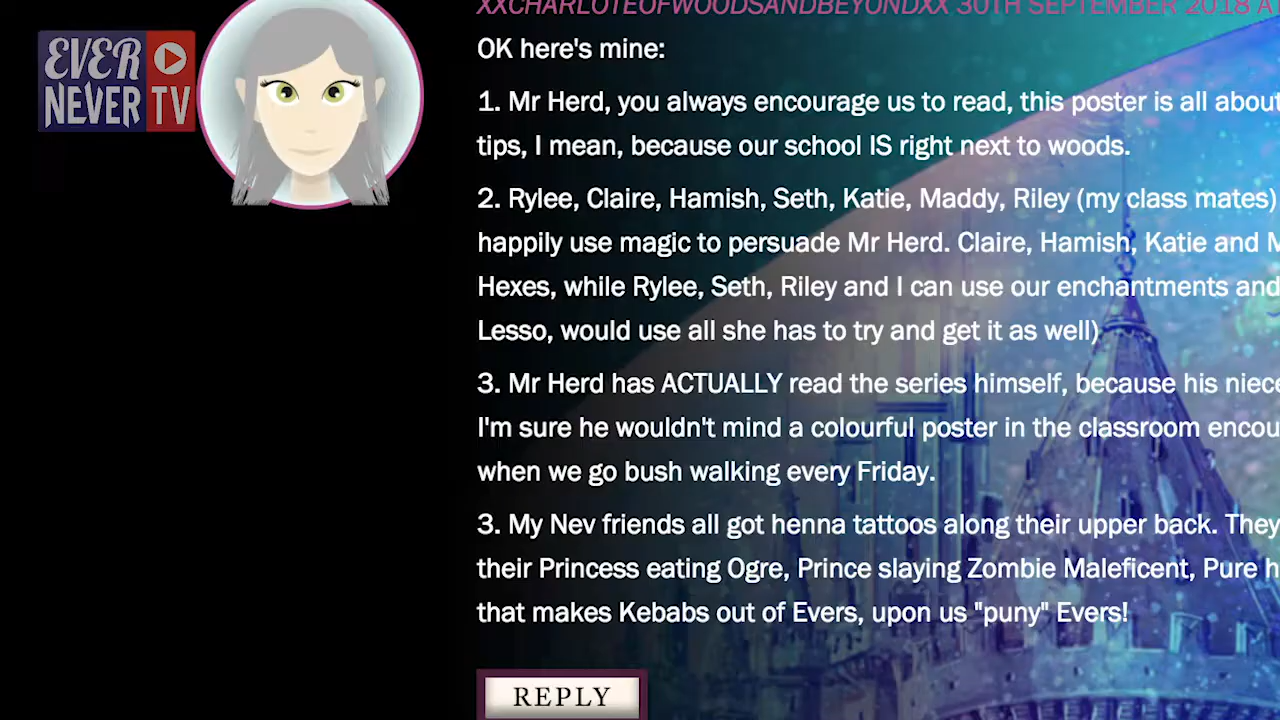 XXCHARLOTEOFWOODSANDBEYONDXX 30TH SEPTEMBER 2018 AT
EVER
NEVER TV
OK here's mine:
1. Mr Herd, you always encourage us to read, this poster is all about
tips, I mean, because our school IS right next to woods.
2. Rylee, Claire, Hamish, Seth, Katie, Maddy, Riley (my class mates)
happily use magic to persuade Mr Herd. Claire, Hamish, Katie and M
Hexes, while Rylee, Seth, Riley and I can use our enchantments and
Lesso, would use all she has to try and get it as well)
3. Mr Herd has ACTUALLY read the series himself, because his niece
I'm sure he wouldn't mind a colourful poster in the classroom encou
when we go bush walking every Friday.
3. My Nev friends all got henna tattoos along their upper back. They
their Princess eating Ogre, Prince slaying Zombie Maleficent, Pure h
that makes Kebabs out of Evers, upon us "puny" Evers!
REPLY